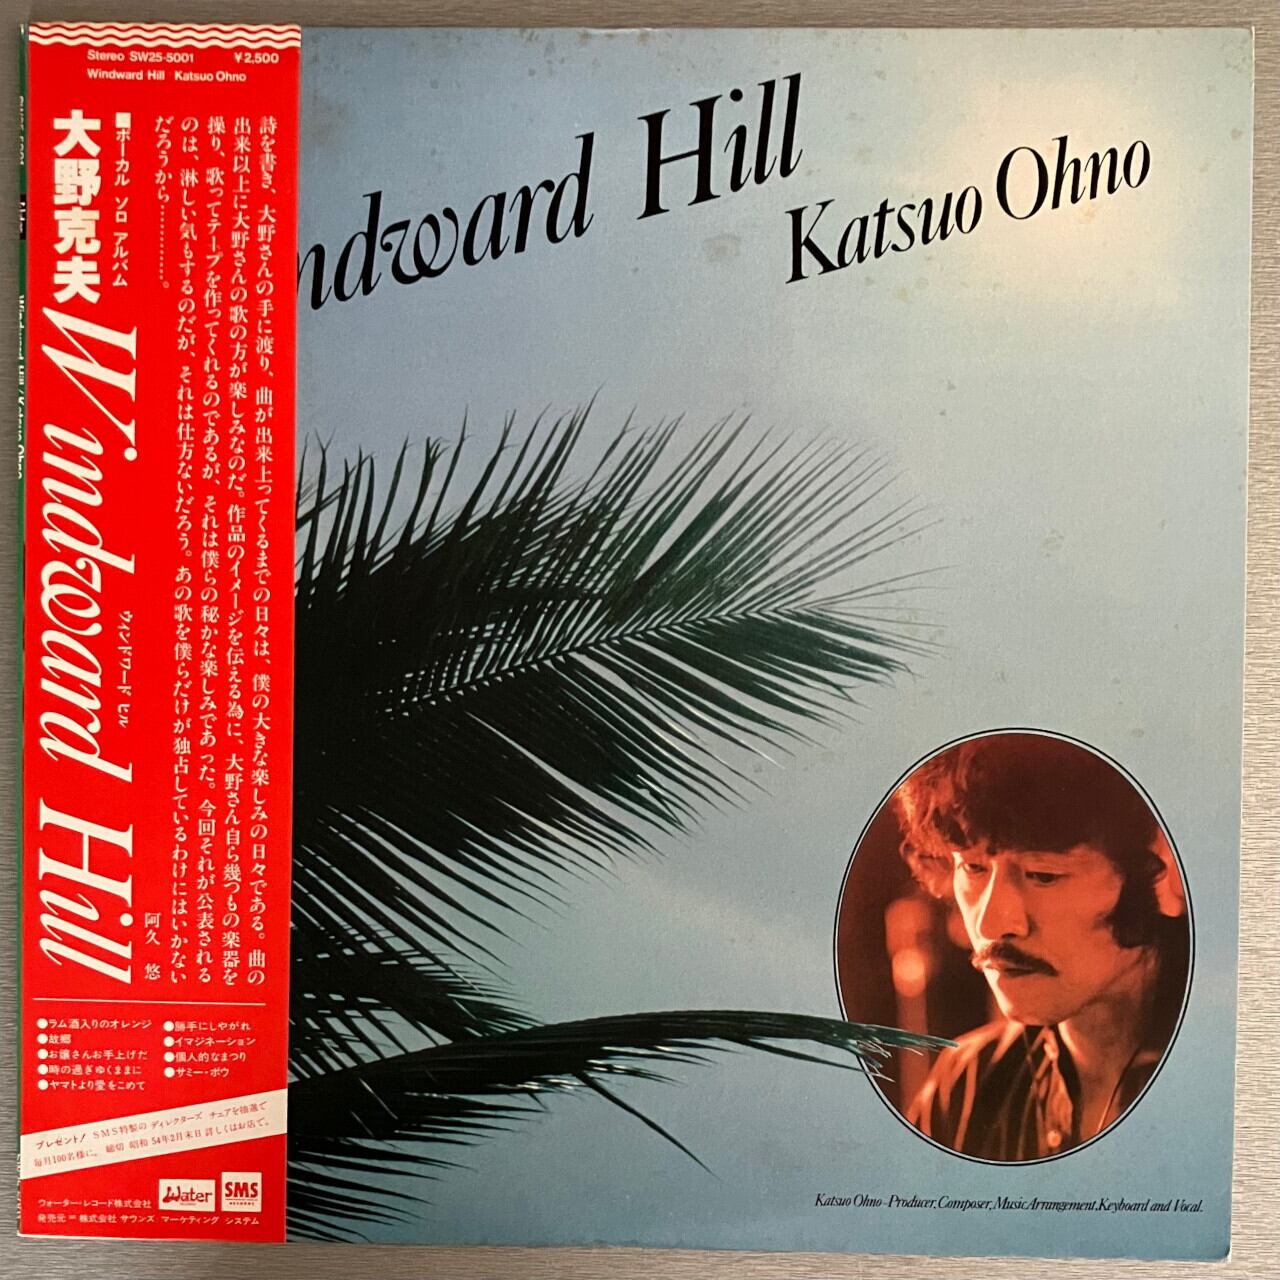 Stereo SW25-5001 ¥2,500
Windward Hill Katsuo Ohno
■ボーカル ソロ アルバム
大野克夫
Windward Hill
ウィンドワード ヒル
詩を書き、大野さんの手に渡り、曲が出来上ってくるまでの日々は、僕の大きな楽しみの日々である。曲の
出来以上に大野さんの歌の方が楽しみなのだ。作品のイメージを伝える為に、大野さん自ら幾つもの楽器を
操り、歌ってテープを作ってくれるのであるが、それは僕らの秘かな楽しみであった。今回それが公表される
のは、淋しい気もするのだが、それは仕方ないだろう。あの歌を僕らだけが独占しているわけにはいかない
だろうから…………。
阿久 悠
●ラム酒入りのオレンジ
●故郷
●お嬢さんお手上げだ
●時の過ぎゆくままに
●ヤマトより愛をこめて
●勝手にしやがれ
●イマジネーション
●個人的なまつり
●サミー・ボウ
プレゼント! SMS特製の ディレクターズ チェアを抽選で
毎月100名様に。 締切 昭和 54年2月末日 詳しくはお店で。
ウォーター・レコード株式会社
発売元=株式会社 サウンズ マーケティング システム
Water
SMS
RECORDS
Windward Hill / Katsuo Ohno
ndward Hill
Katsuo Ohno
Katsuo Ohno-Producer, Composer, Music Arrangement, Keyboard and Vocal.